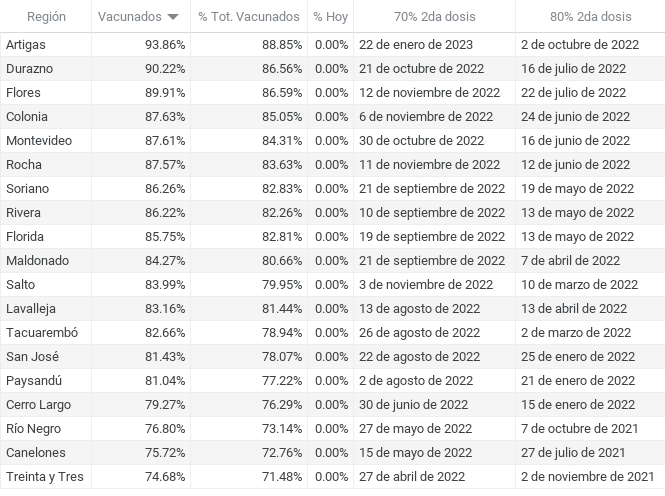 Región Vacunados % Tot. Vacunados % Hoy 70% 2da dosis 80% 2da dosis
Artigas 93.86% 88.85% 0.00% 22 de enero de 2023 2 de octubre de 2022
Durazno 90.22% 86.56% 0.00% 21 de octubre de 2022 16 de julio de 2022
Flores 89.91% 86.59% 0.00% 12 de noviembre de 2022 22 de julio de 2022
Colonia 87.63% 85.05% 0.00% 6 de noviembre de 2022 24 de junio de 2022
Montevideo 87.61% 84.31% 0.00% 30 de octubre de 2022 16 de junio de 2022
Rocha 87.57% 83.63% 0.00% 11 de noviembre de 2022 12 de junio de 2022
Soriano 86.26% 82.83% 0.00% 21 de septiembre de 2022 19 de mayo de 2022
Rivera 86.22% 82.26% 0.00% 10 de septiembre de 2022 13 de mayo de 2022
Florida 85.75% 82.81% 0.00% 19 de septiembre de 2022 13 de mayo de 2022
Maldonado 84.27% 80.66% 0.00% 21 de septiembre de 2022 7 de abril de 2022
Salto 83.99% 79.95% 0.00% 3 de noviembre de 2022 10 de marzo de 2022
Lavalleja 83.16% 81.44% 0.00% 13 de agosto de 2022 13 de abril de 2022
Tacuarembó 82.66% 78.94% 0.00% 26 de agosto de 2022 2 de marzo de 2022
San José 81.43% 78.07% 0.00% 22 de agosto de 2022 25 de enero de 2022
Paysandú 81.04% 77.22% 0.00% 2 de agosto de 2022 21 de enero de 2022
Cerro Largo 79.27% 76.29% 0.00% 30 de junio de 2022 15 de enero de 2022
Río Negro 76.80% 73.14% 0.00% 27 de mayo de 2022 7 de octubre de 2021
Canelones 75.72% 72.76% 0.00% 15 de mayo de 2022 27 de julio de 2021
Treinta y Tres 74.68% 71.48% 0.00% 27 de abril de 2022 2 de noviembre de 2021